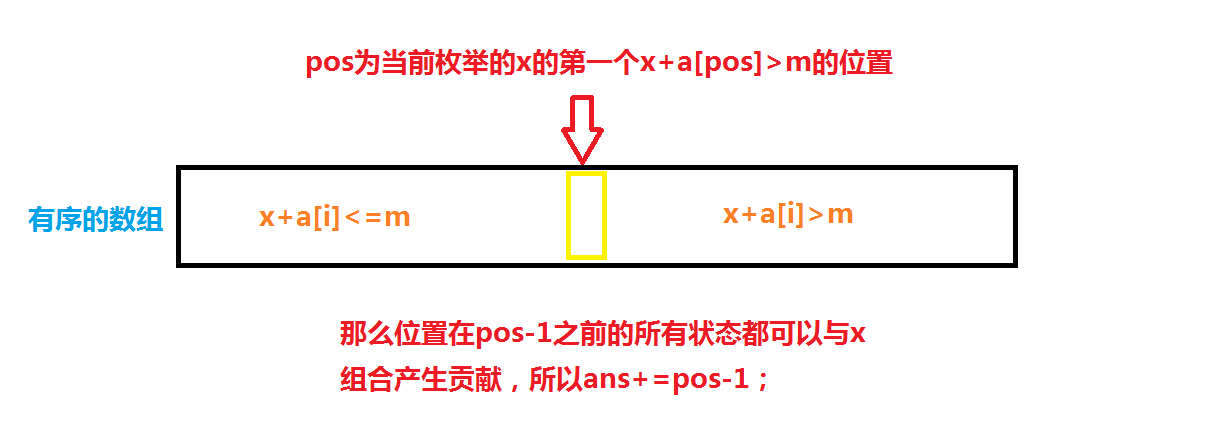 pos为当前枚举的x的第一个x+a[pos]>m的位置
有序的数组
x+a[i]<=m
x+a[i]>m
那么位置在pos-1之前的所有状态都可以与x
组合产生贡献，所以ans+=pos-1；